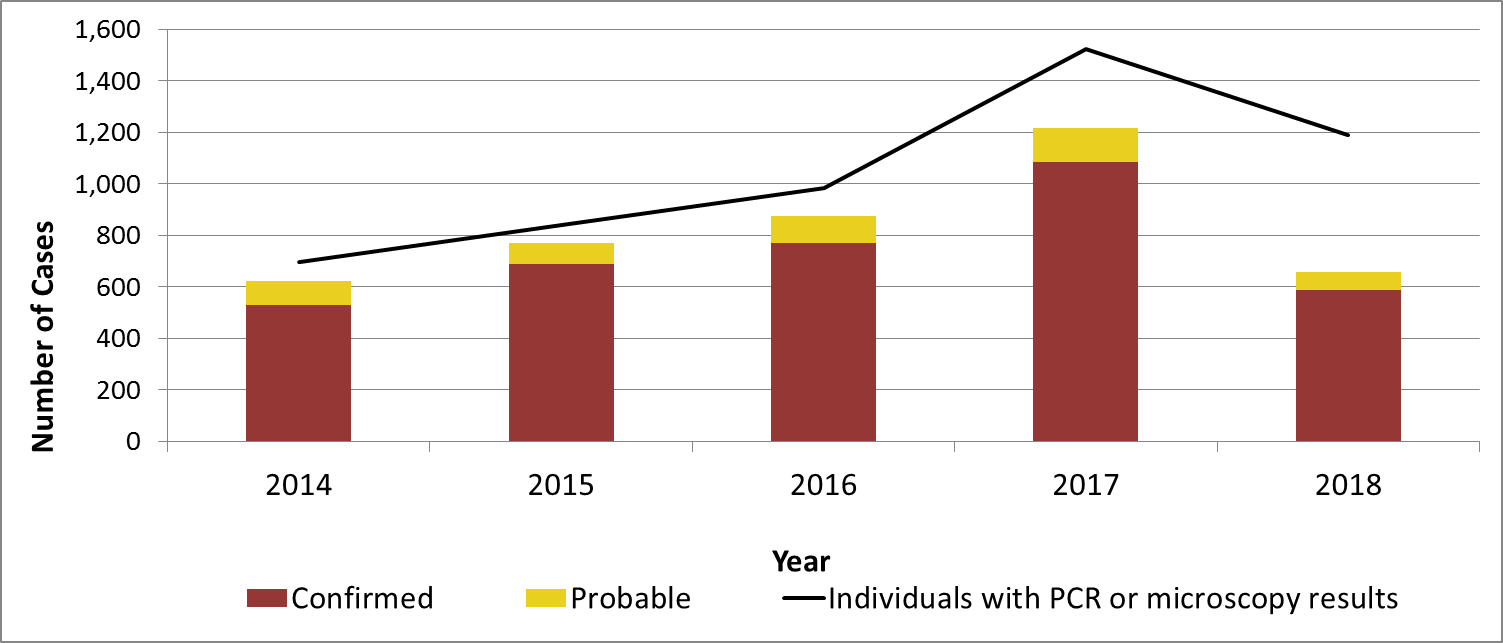 1,600
1,400
1,200
1,000
800
600
400
200
0
Number of Cases
2014 2015 2016 2017 2018
Year
Confirmed Probable Individuals with PCR or microscopy results